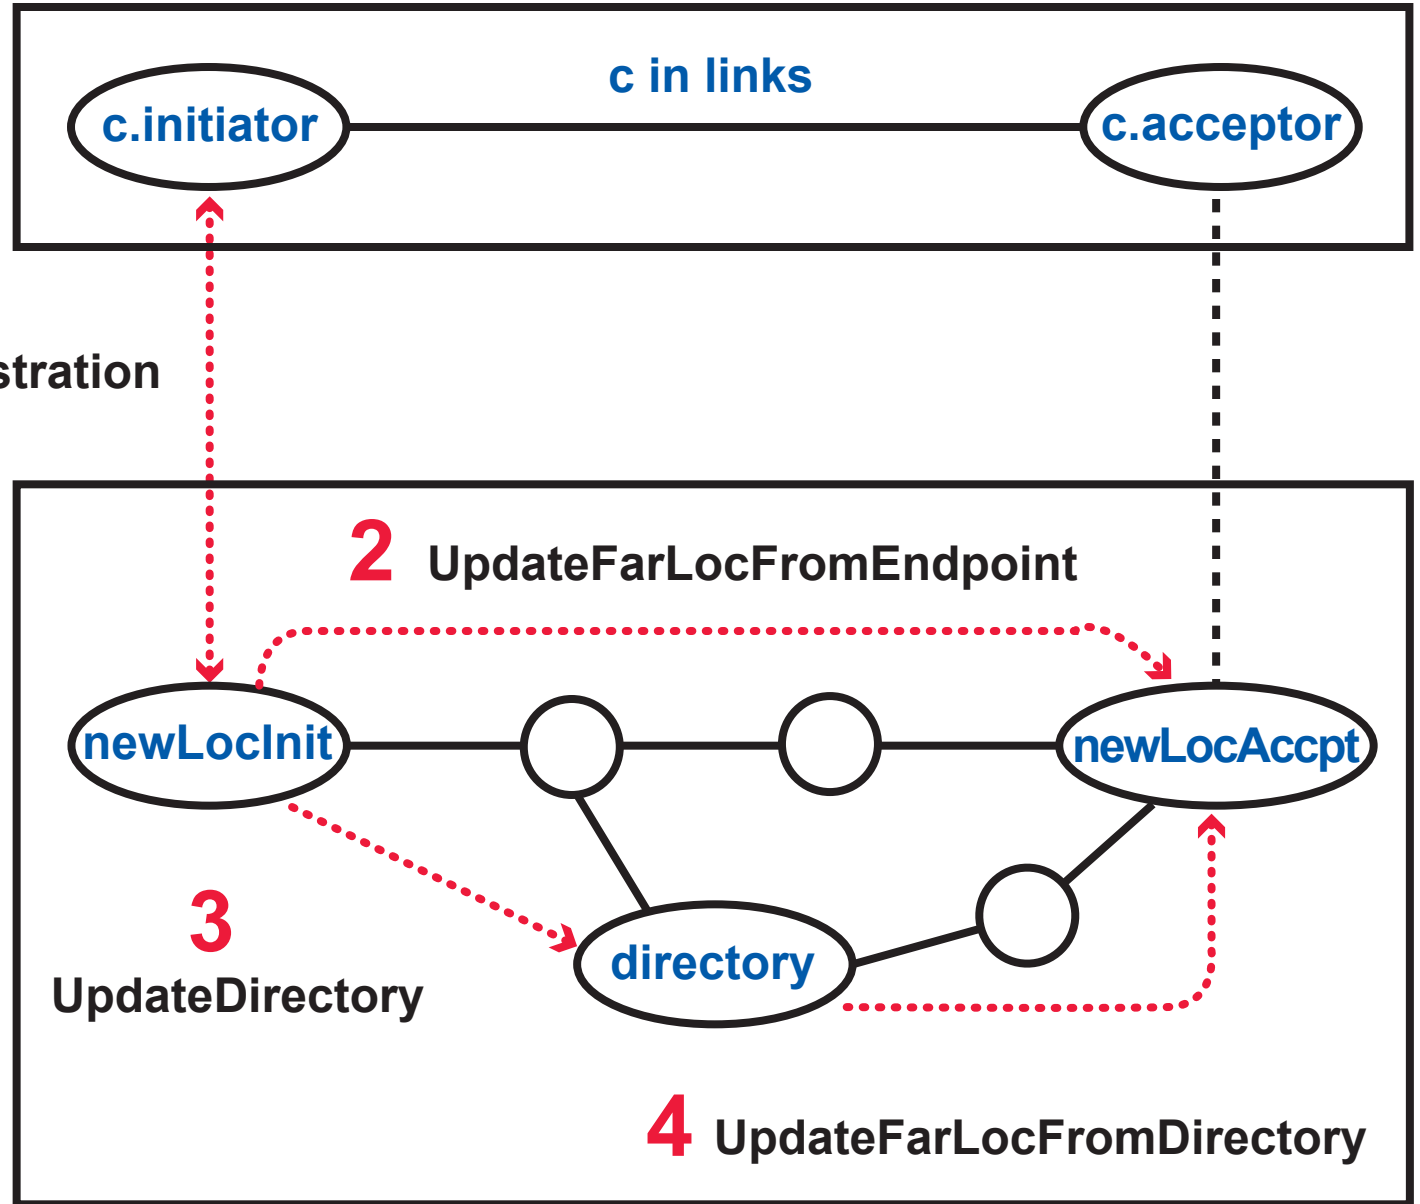 c in links
c.initiator
c.acceptor
stration
2 UpdateFarLocFromEndpoint
newLocInit
newLocAccpt
3
UpdateDirectory
directory
4 UpdateFarLocFromDirectory